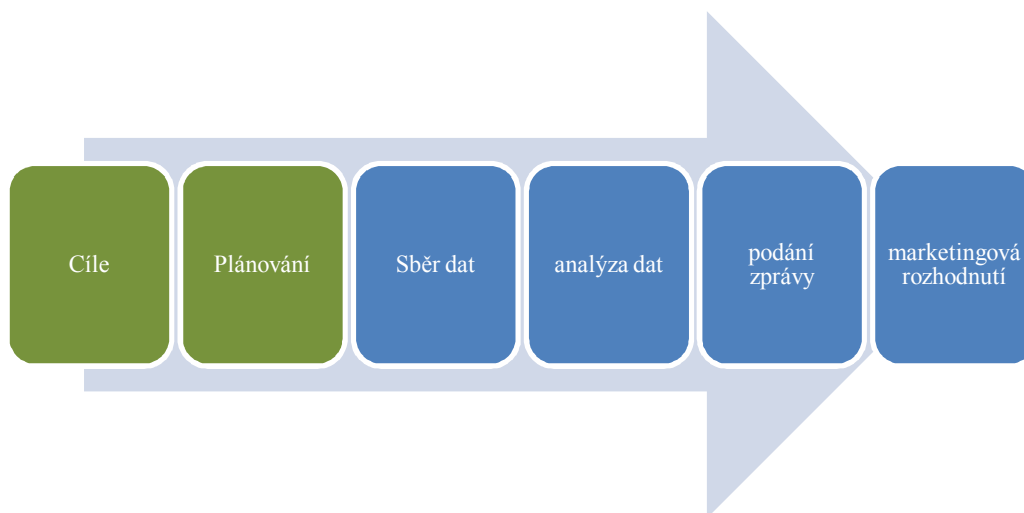 Cíle
Plánování
Sběr dat
analýza dat
podání
zprávy
marketingová
rozhodnutí